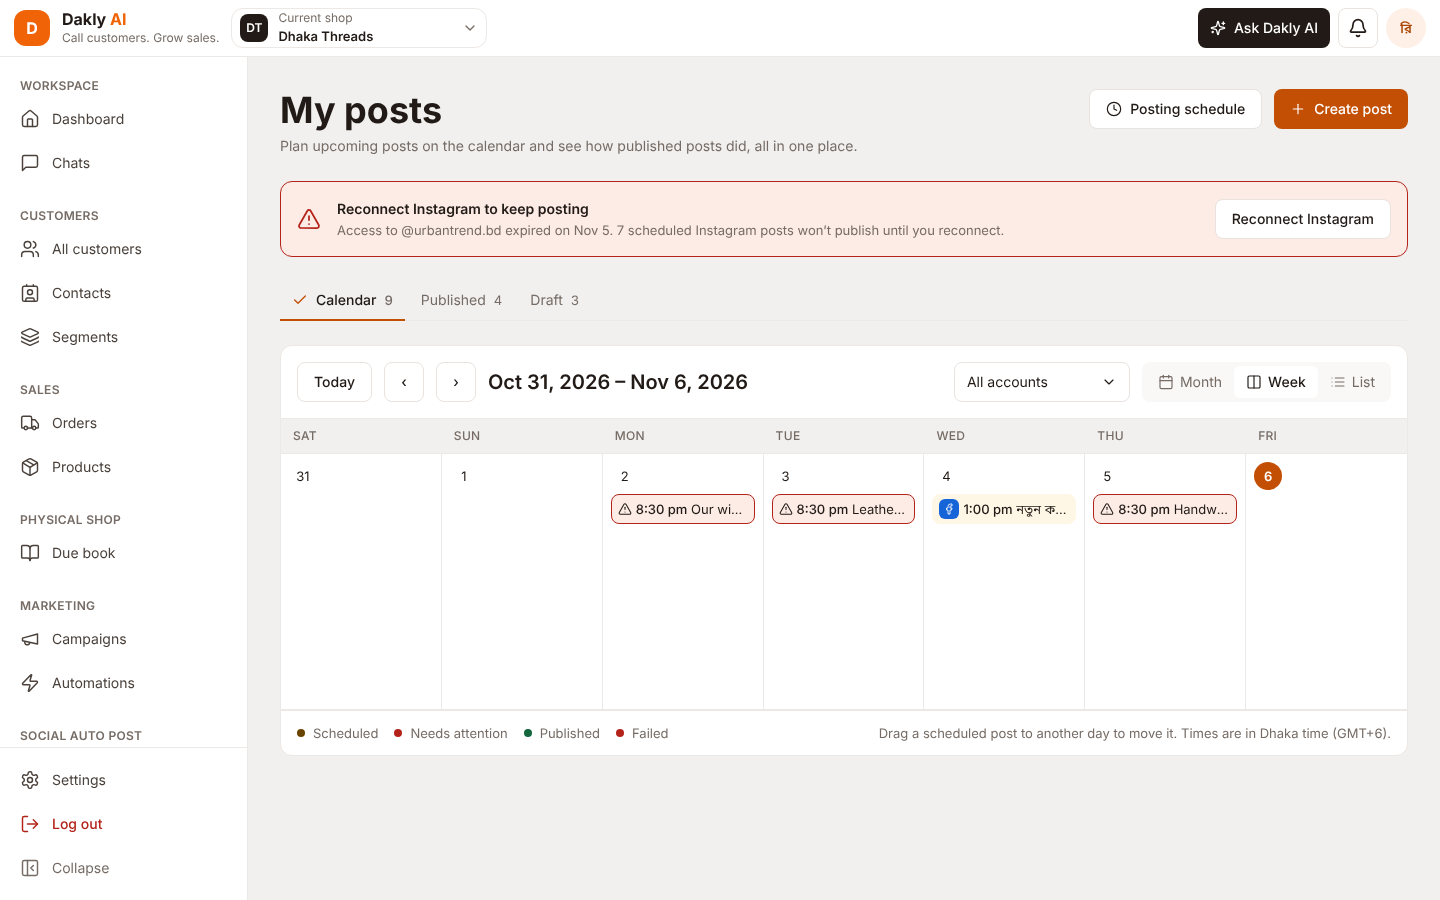 D
Dakly AI
Call customers. Grow sales.
DT
Current shop
Dhaka Threads
Ask Dakly AI
রি
WORKSPACE
Dashboard
Chats
CUSTOMERS
All customers
Contacts
Segments
SALES
Orders
Products
PHYSICAL SHOP
Due book
MARKETING
Campaigns
Automations
SOCIAL AUTO POST
Settings
Log out
Collapse
My posts
Plan upcoming posts on the calendar and see how published posts did, all in one place.
Posting schedule
+ Create post
Reconnect Instagram to keep posting
Access to @urbantrend.bd expired on Nov 5. 7 scheduled Instagram posts won't publish until you reconnect.
Reconnect Instagram
Calendar 9
Published 4
Draft 3
Today
‹
›
Oct 31, 2026 – Nov 6, 2026
All accounts
Month
Week
List
SAT SUN MON TUE WED THU FRI
31 1 2 3 4 5 6
8:30 pm Our wi...
8:30 pm Leathe...
1:00 pm নতুন ক...
8:30 pm Handw...
Scheduled
Needs attention
Published
Failed
Drag a scheduled post to another day to move it. Times are in Dhaka time (GMT+6).